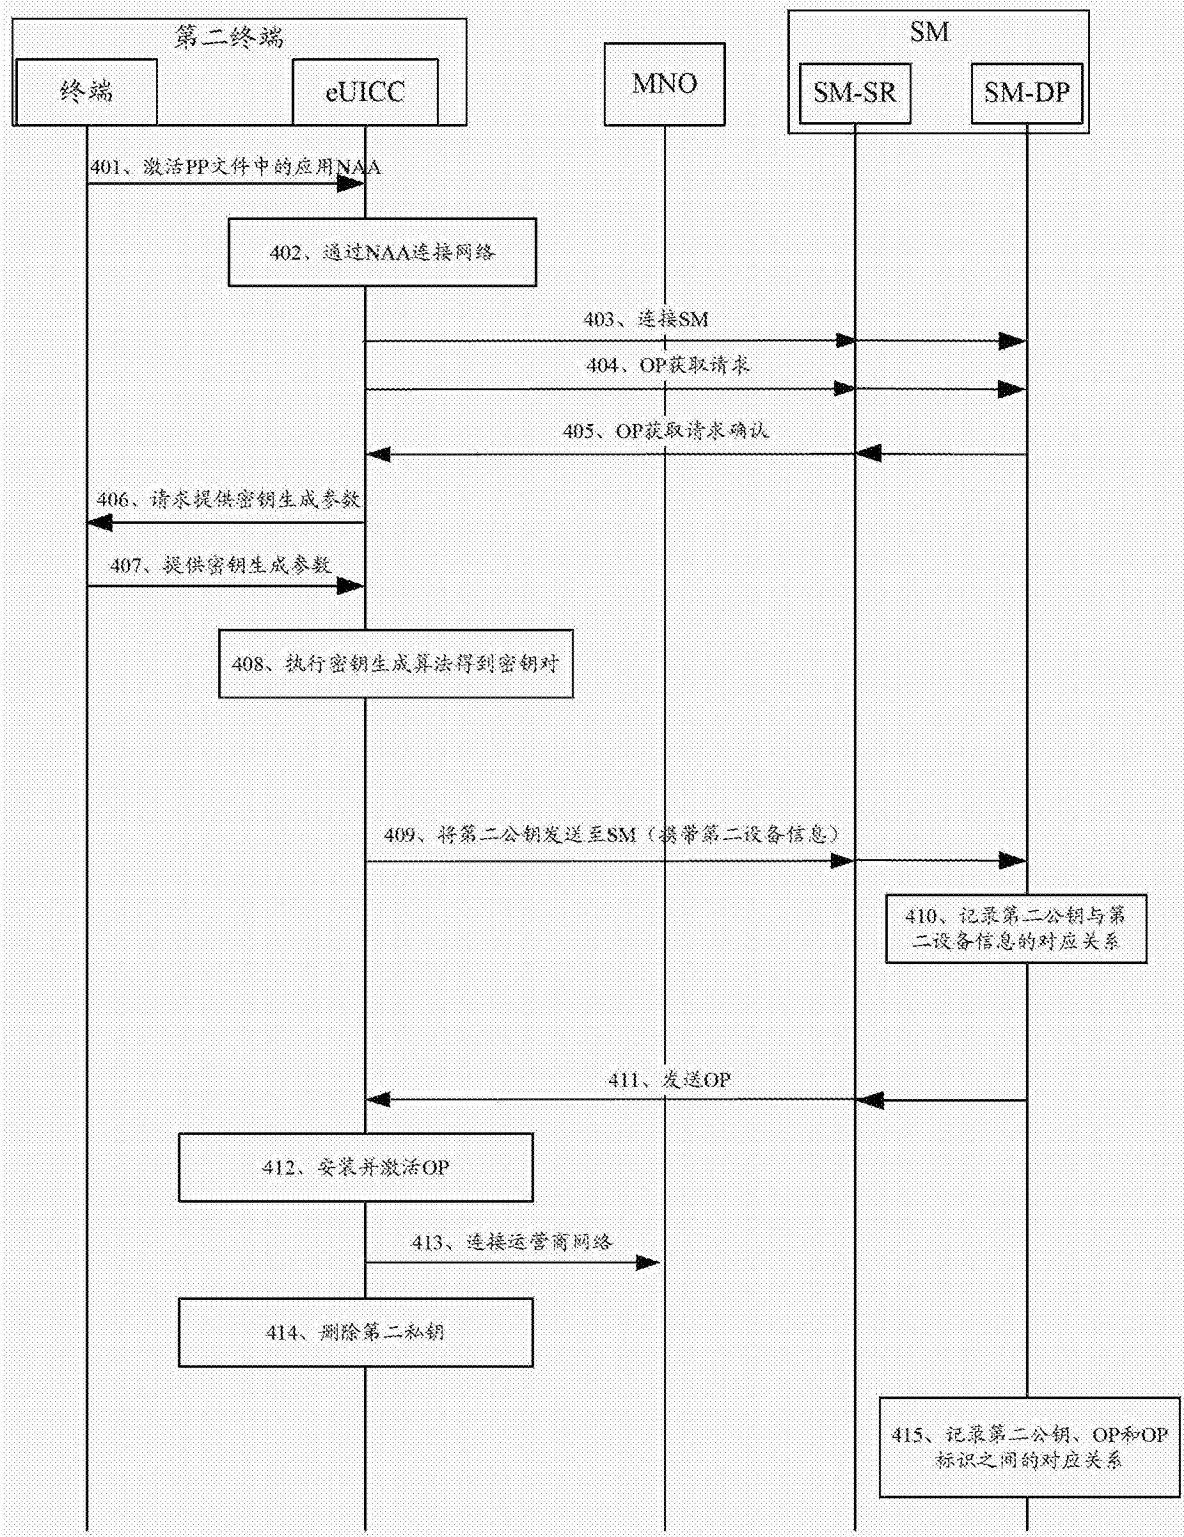 第二终端
SM
终端
eUICC
MNO
SM-SR
SM-DP
401、激活PP文件中的应用NAA
402、通过NAA连接网络
403、连接SM
404、OP获取请求
405、OP获取请求确认
406、请求提供密钥生成参数
407、提供密钥生成参数
408、执行密钥生成算法得到密钥对
409、将第二公钥发送至SM（携带第二设备信息）
410、记录第二公钥与第
二设备信息的对应关系
411、发送OP
412、安装并激活OP
413、连接运营商网络
414、删除第二私钥
415、记录第二公钥、OP和OP
标识之间的对应关系